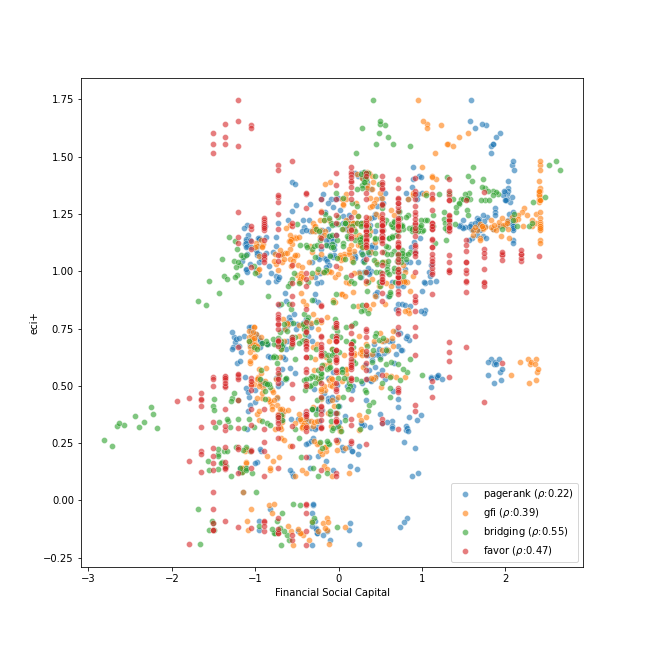 1.75
1.50
1.25
1.00
0.75
0.50
0.25
0.00
−0.25
eci+
−3
−2
−1
0
1
2
Financial Social Capital
pagerank (ρ:0.22)
gfi (ρ:0.39)
bridging (ρ:0.55)
favor (ρ:0.47)